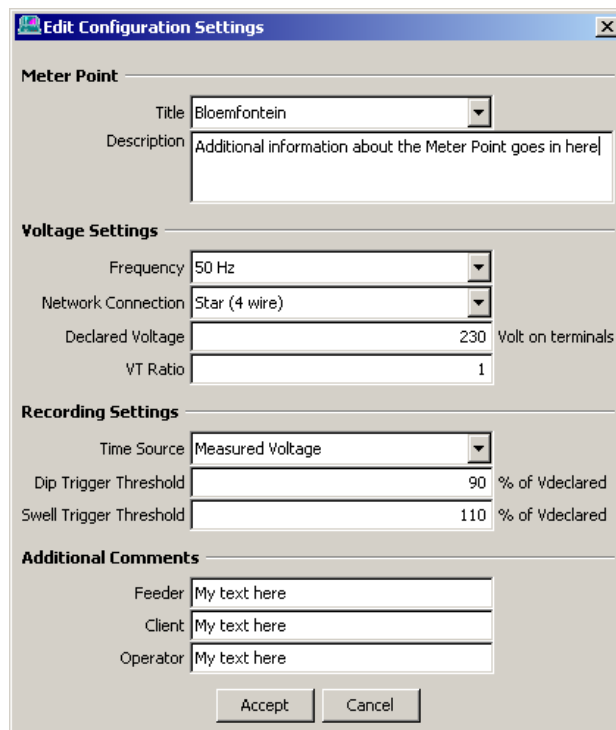 Edit Configuration Settings
Meter Point
Title Bloemfontein
Description Additional information about the Meter Point goes in here
Voltage Settings
Frequency 50 Hz
Network Connection Star (4 wire)
Declared Voltage 230 Volt on terminals
VT Ratio 1
Recording Settings
Time Source Measured Voltage
Dip Trigger Threshold 90 % of Vdeclared
Swell Trigger Threshold 110 % of Vdeclared
Additional Comments
Feeder My text here
Client My text here
Operator My text here
Accept Cancel